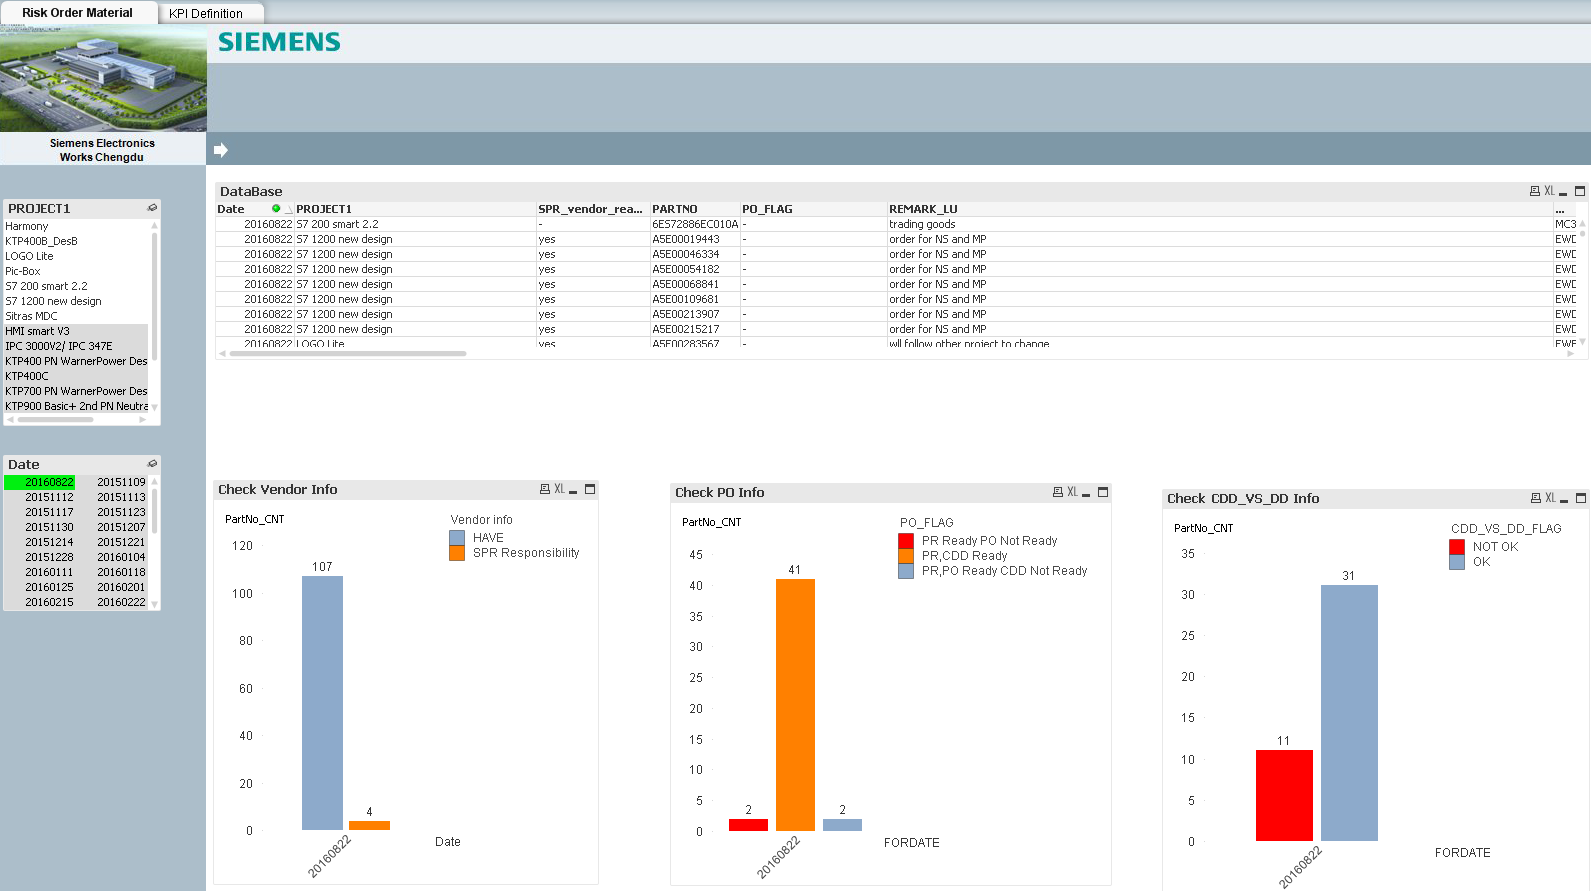 Risk Order Material
KPI Definition
SIEMENS
Siemens Electronics
Works Chengdu
PROJECT1
Harmony
KTP400B_DesB
LOGO Lite
Pic-Box
S7 200 smart 2.2
S7 1200 new design
Sitras MDC
HMI smart V3
IPC 3000V2/ IPC 347E
KTP400 PN WarnerPower Des
KTP400C
KTP700 PN WarnerPower Des
KTP900 Basic+ 2nd PN Neutra
Date
20160822 20151109
20151112 20151113
20151117 20151123
20151130 20151207
20151214 20151221
20151228 20160104
20160111 20160118
20160125 20160201
20160215 20160222
DataBase XL
Date PROJECT1 SPR_vendor_rea... PARTNO PO_FLAG REMARK_LU ...
20160822 S7 200 smart 2.2 - 6ES72886EC010A - trading goods MC3
20160822 S7 1200 new design yes A5E00019443 - order for NS and MP EWD
20160822 S7 1200 new design yes A5E00046334 - order for NS and MP EWD
20160822 S7 1200 new design yes A5E00054182 - order for NS and MP EWD
20160822 S7 1200 new design yes A5E00068841 - order for NS and MP EWD
20160822 S7 1200 new design yes A5E00109681 - order for NS and MP EWD
20160822 S7 1200 new design yes A5E00213907 - order for NS and MP EWD
20160822 S7 1200 new design yes A5E00215217 - order for NS and MP EWD
20160822 LOGO Lite yes A5E00283567 - wll follow other project to change EWE
Check Vendor Info XL
PartNo_CNT
Vendor info
HAVE
SPR Responsibility
120
100
80
60
40
20
0
107
4
20160822
Date
Check PO Info XL
PartNo_CNT
PO_FLAG
PR Ready PO Not Ready
PR,CDD Ready
PR,PO Ready CDD Not Ready
45
40
35
30
25
20
15
10
5
0
2
41
2
20160822
FORDATE
Check CDD_VS_DD Info XL
PartNo_CNT
CDD_VS_DD_FLAG
NOT OK
OK
35
30
25
20
15
10
5
0
11
31
20160822
FORDATE